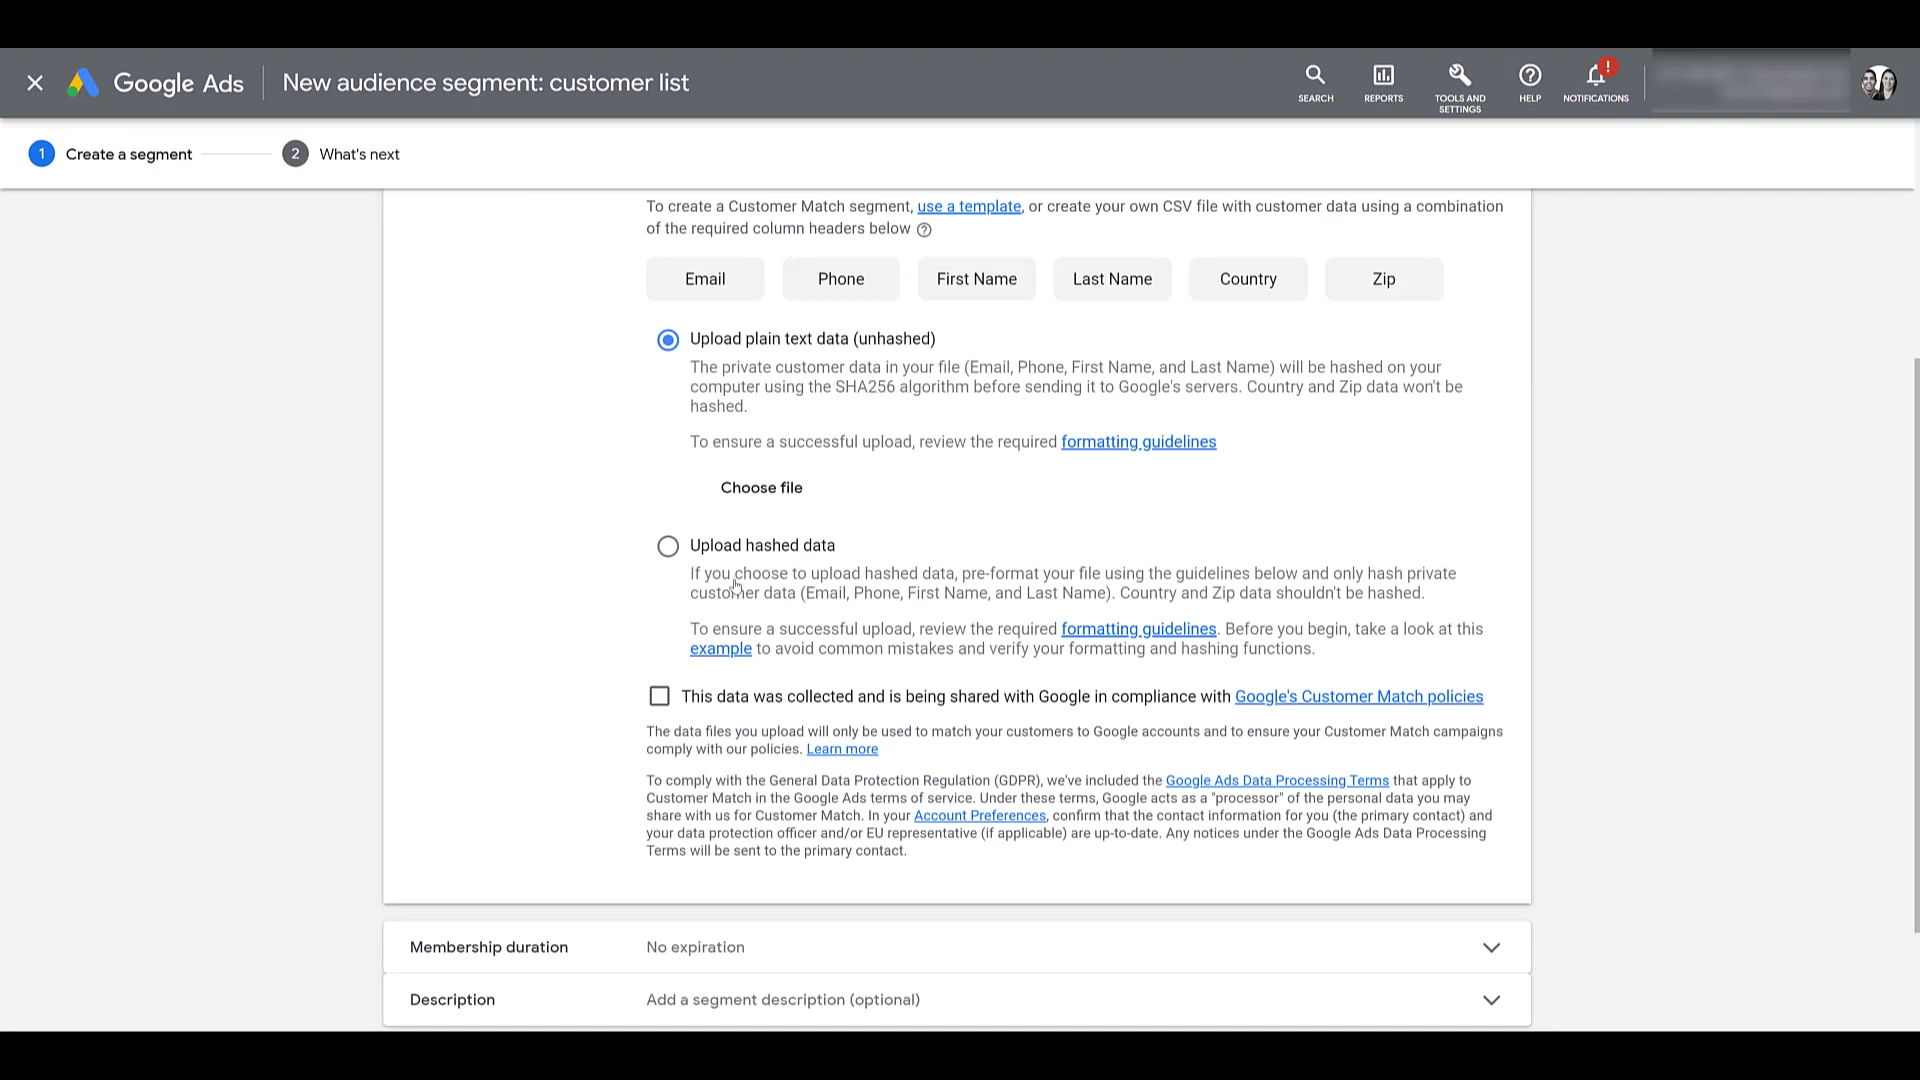 Google Ads
New audience segment: customer list
SEARCH
REPORTS
TOOLS AND
SETTINGS
HELP
!
NOTIFICATIONS
1 Create a segment
2 What's next
To create a Customer Match segment, use a template, or create your own CSV file with customer data using a combination
of the required column headers below ?
Email Phone First Name Last Name Country Zip
Upload plain text data (unhashed)
The private customer data in your file (Email, Phone, First Name, and Last Name) will be hashed on your
computer using the SHA256 algorithm before sending it to Google's servers. Country and Zip data won't be
hashed.
To ensure a successful upload, review the required formatting guidelines
Choose file
Upload hashed data
If you choose to upload hashed data, pre-format your file using the guidelines below and only hash private
customer data (Email, Phone, First Name, and Last Name). Country and Zip data shouldn't be hashed.
To ensure a successful upload, review the required formatting guidelines. Before you begin, take a look at this
example to avoid common mistakes and verify your formatting and hashing functions.
This data was collected and is being shared with Google in compliance with Google's Customer Match policies
The data files you upload will only be used to match your customers to Google accounts and to ensure your Customer Match campaigns
comply with our policies. Learn more
To comply with the General Data Protection Regulation (GDPR), we've included the Google Ads Data Processing Terms that apply to
Customer Match in the Google Ads terms of service. Under these terms, Google acts as a "processor" of the personal data you may
share with us for Customer Match. In your Account Preferences, confirm that the contact information for you (the primary contact) and
your data protection officer and/or EU representative (if applicable) are up-to-date. Any notices under the Google Ads Data Processing
Terms will be sent to the primary contact.
Membership duration No expiration
Description Add a segment description (optional)